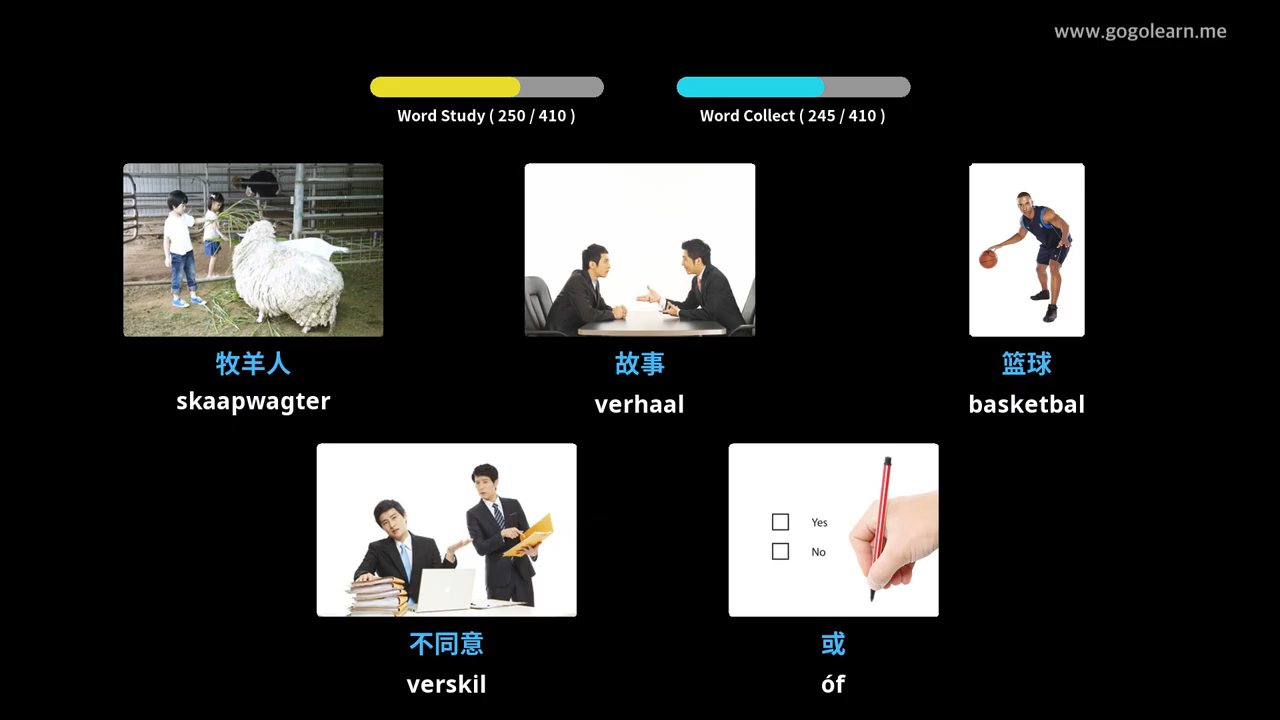 www.gogolearn.me
Word Study ( 250 / 410 )
Word Collect ( 245 / 410 )
牧羊人
skaapwagter
故事
verhaal
篮球
basketbal
Yes
No
不同意
verskil
或
óf